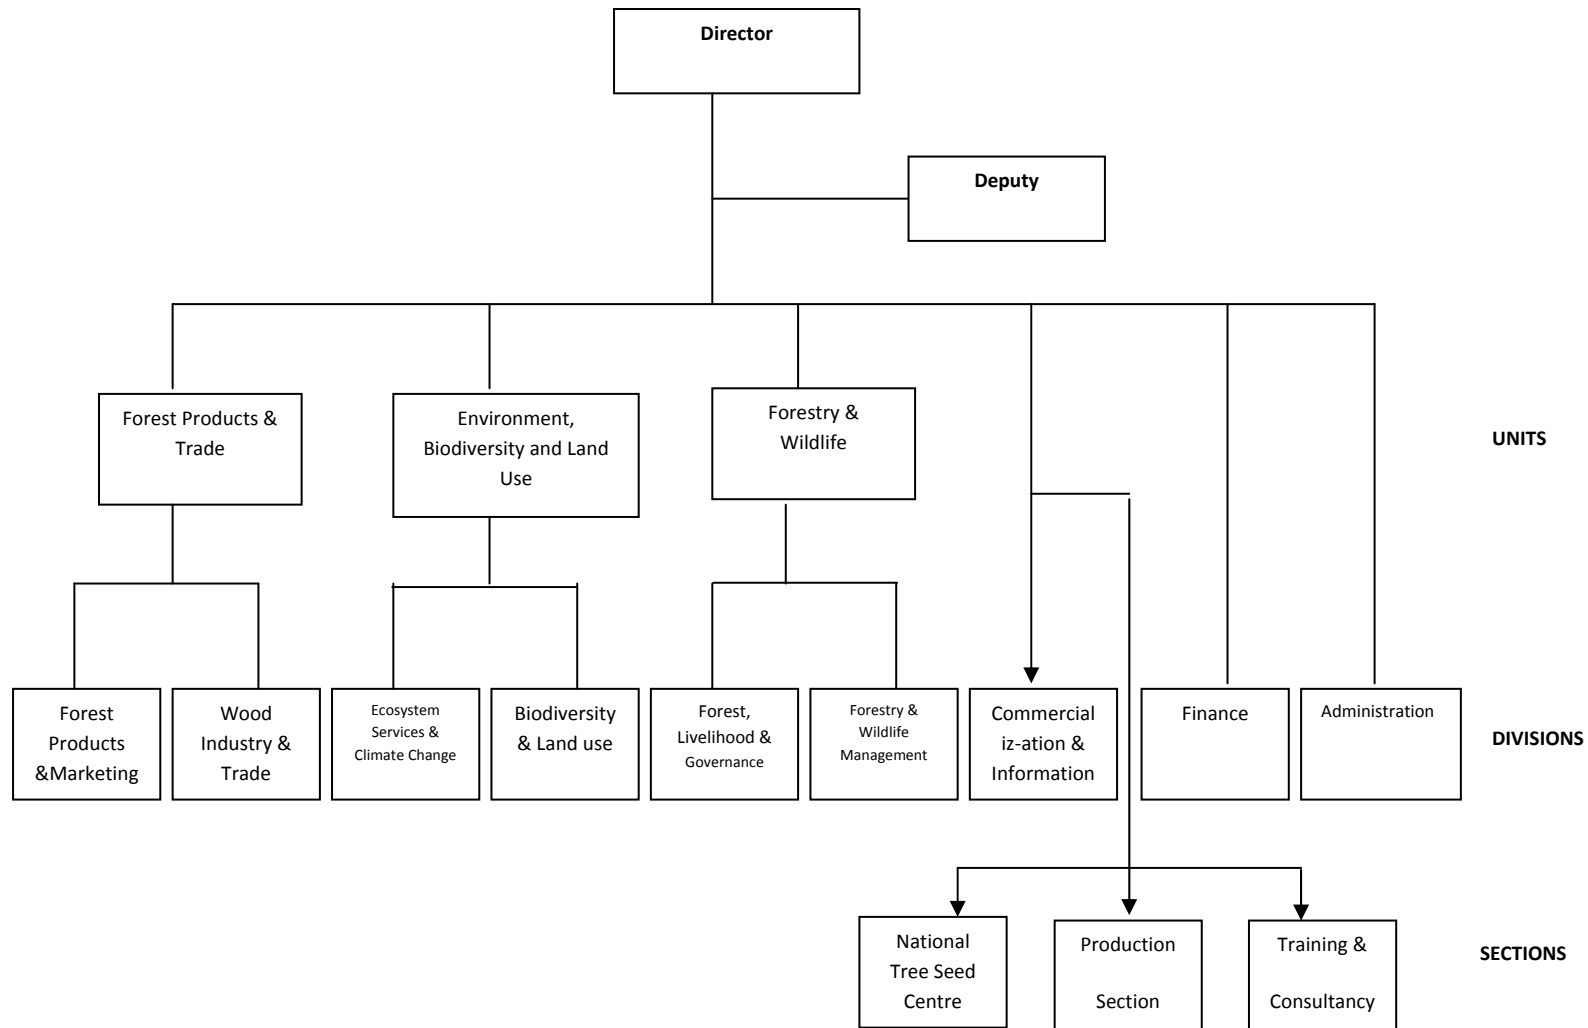 Director
Deputy
Forest Products &
Trade
Environment,
Biodiversity and Land
Use
Forestry &
Wildlife
UNITS
Forest
Products
&Marketing
Wood
Industry &
Trade
Ecosystem
Services &
Climate Change
Biodiversity
& Land use
Forest,
Livelihood &
Governance
Forestry &
Wildlife
Management
Commercial
iz-ation &
Information
Finance
Administration
DIVISIONS
National
Tree Seed
Centre
Production
Section
Training &
Consultancy
SECTIONS